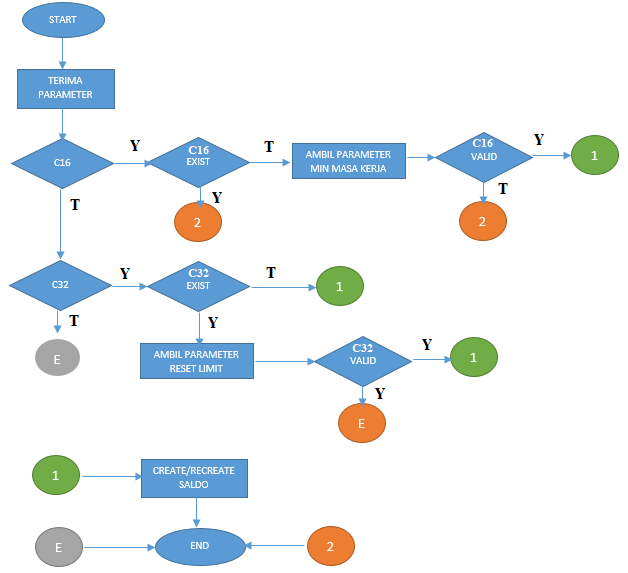 START
TERIMA
PARAMETER
C16
Y
C16
EXIST
T
AMBIL PARAMETER
MIN MASA KERJA
C16
VALID
Y
1
T
Y
2
T
2
C32
Y
C32
EXIST
T
1
T
E
Y
AMBIL PARAMETER
RESET LIMIT
C32
VALID
Y
1
Y
E
1
CREATE/RECREATE
SALDO
E
END
2